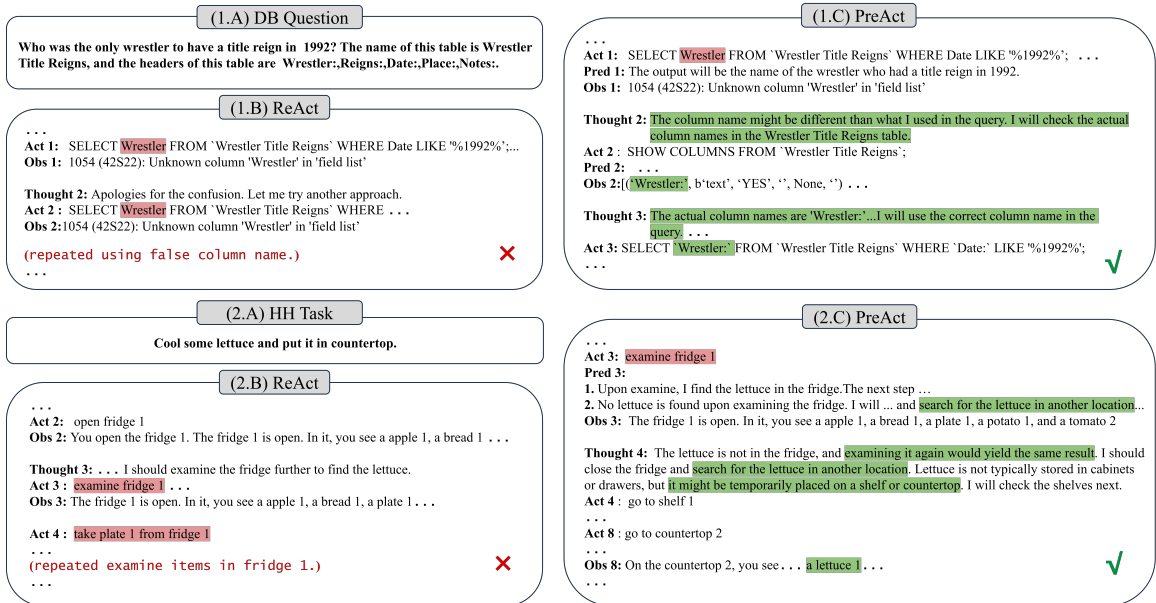 (1.A) DB Question
Who was the only wrestler to have a title reign in 1992? The name of this table is Wrestler
Title Reigns, and the headers of this table are Wrestler:,Reigns:,Date:,Place:,Notes:.
(1.B) ReAct
...
Act 1: SELECT Wrestler FROM `Wrestler Title Reigns` WHERE Date LIKE '%1992%';...
Obs 1: 1054 (42S22): Unknown column 'Wrestler' in 'field list’
Thought 2: Apologies for the confusion. Let me try another approach.
Act 2 : SELECT Wrestler FROM `Wrestler Title Reigns` WHERE ...
Obs 2:1054 (42S22): Unknown column 'Wrestler' in 'field list’
(repeated using false column name.)
...
(1.C) PreAct
...
Act 1: SELECT Wrestler FROM `Wrestler Title Reigns` WHERE Date LIKE '%1992%’; ...
Pred 1: The output will be the name of the wrestler who had a title reign in 1992.
Obs 1: 1054 (42S22): Unknown column 'Wrestler' in 'field list’
Thought 2: The column name might be different than what I used in the query. I will check the actual
column names in the Wrestler Title Reigns table.
Act 2 : SHOW COLUMNS FROM `Wrestler Title Reigns`;
Pred 2: ...
Obs 2:[(‘Wrestler:’, b‘text’, ‘YES’, ‘’, None, ‘’) ...
Thought 3: The actual column names are 'Wrestler:’...I will use the correct column name in the
query. ...
Act 3: SELECT `Wrestler:` FROM `Wrestler Title Reigns` WHERE `Date:` LIKE '%1992%';
...
√
(2.A) HH Task
Cool some lettuce and put it in countertop.
(2.B) ReAct
...
Act 2: open fridge 1
Obs 2: You open the fridge 1. The fridge 1 is open. In it, you see a apple 1, a bread 1 ...
Thought 3: ... I should examine the fridge further to find the lettuce.
Act 3 : examine fridge 1 ...
Obs 3: The fridge 1 is open. In it, you see a apple 1, a bread 1, a plate 1...
Act 4 : take plate 1 from fridge 1
...
(repeated examine items in fridge 1.)
...
(2.C) PreAct
...
Act 3: examine fridge 1
Pred 3:
1. Upon examine, I find the lettuce in the fridge.The next step …
2. No lettuce is found upon examining the fridge. I will ... and search for the lettuce in another location...
Obs 3: The fridge 1 is open. In it, you see a apple 1, a bread 1, a plate 1, a potato 1, and a tomato 2
Thought 4: The lettuce is not in the fridge, and examining it again would yield the same result. I should
close the fridge and search for the lettuce in another location. Lettuce is not typically stored in cabinets
or drawers, but it might be temporarily placed on a shelf or countertop. I will check the shelves next.
Act 4 : go to shelf 1
...
Act 8 : go to countertop 2
...
Obs 8: On the countertop 2, you see ... a lettuce 1 ...
...
√